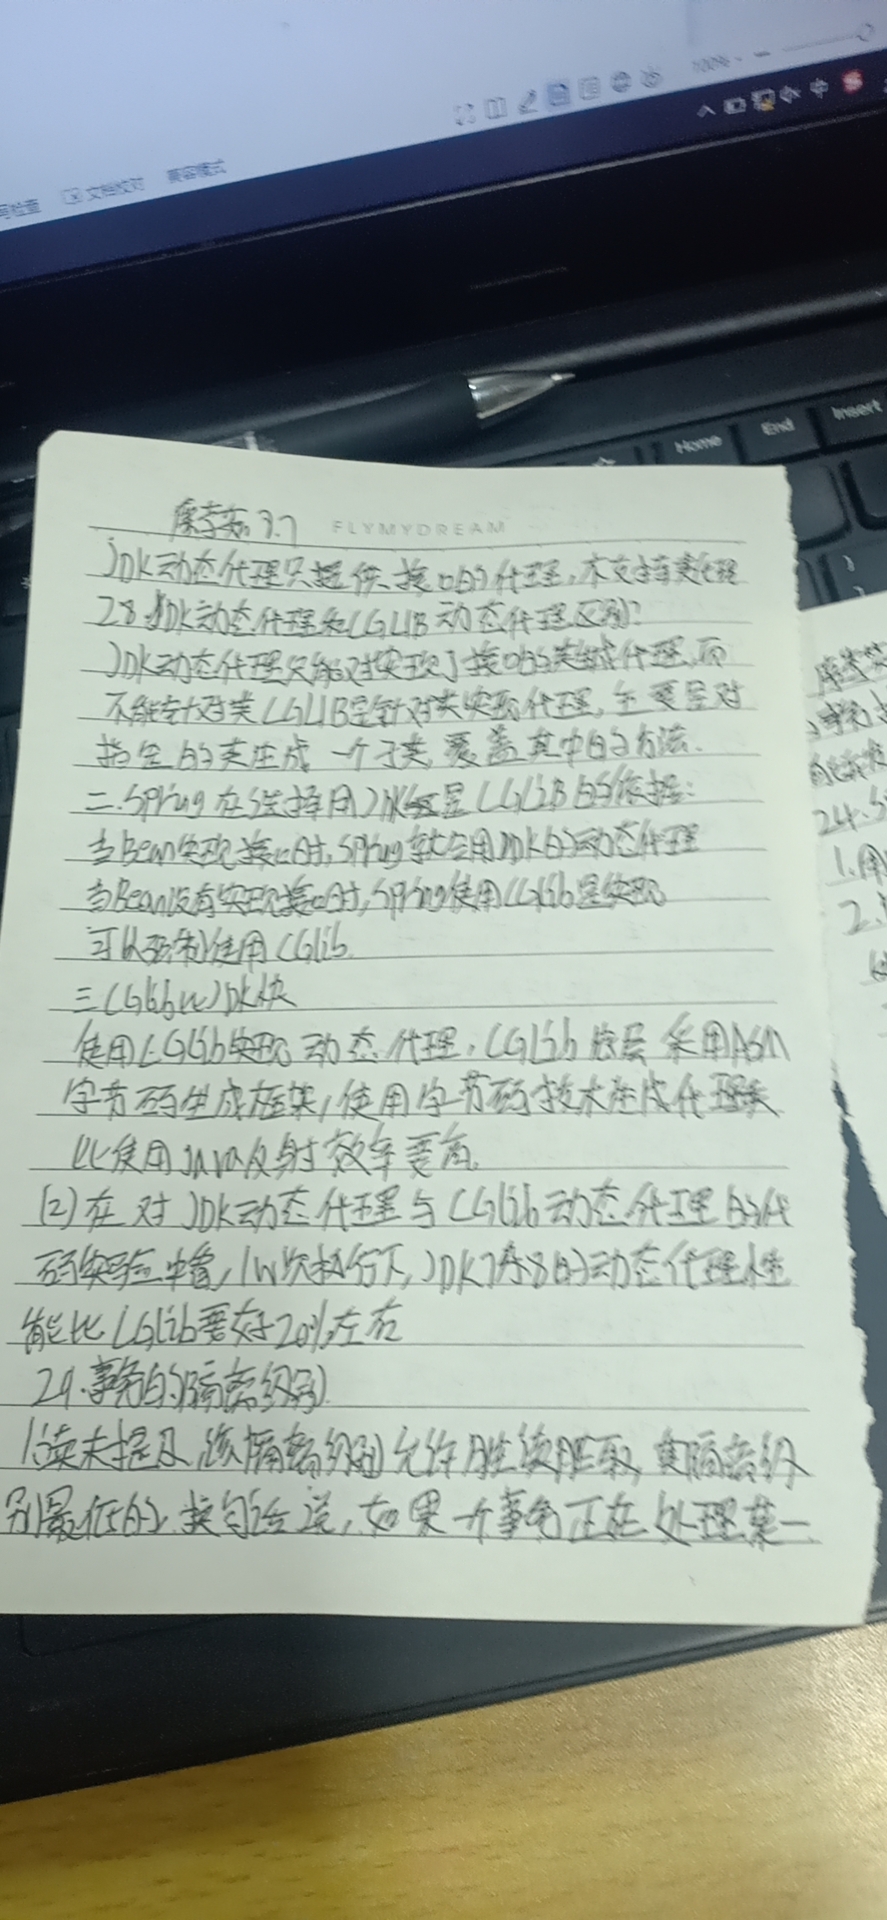 100%
文档校对 兼容模式
Home End Insert
3.7 FLYMYDREAM
JDK动态代理只提供接口的代理,不支持类代理
28.JDK动态代理和CGLIB动态代理区别?
JDK动态代理只能对实现了接口的类生成代理,而
不能针对类CGLIB是针对类实现代理,主要是对
指定的类生成一个子类,覆盖其中的方法.
二.Spring在选择用JDK还是CGLIB的依据:
当Bean实现接口时,Spring就会用JDK的动态代理
当Bean没有实现接口时,Spring使用CGlib是实现
可以强制使用CGlib.
三CGlib比JDK快
使用CGLib实现动态代理,CGLib底层采用ASM
字节码生成框架,使用字节码技术生成代理类
比使用JAVA反射效率要高.
(2)在对JDK动态代理与CGlib动态代理的代
码实验中看,1W次执行下,JDK7和8的动态代理性
能比CGlib要好20%左右
29.事务的隔离级别
1.读未提及,该隔离级别允许脏读取,其隔离级
别最低的.换句话说,如果一个事务正在处理某一
24.
1.用
2.